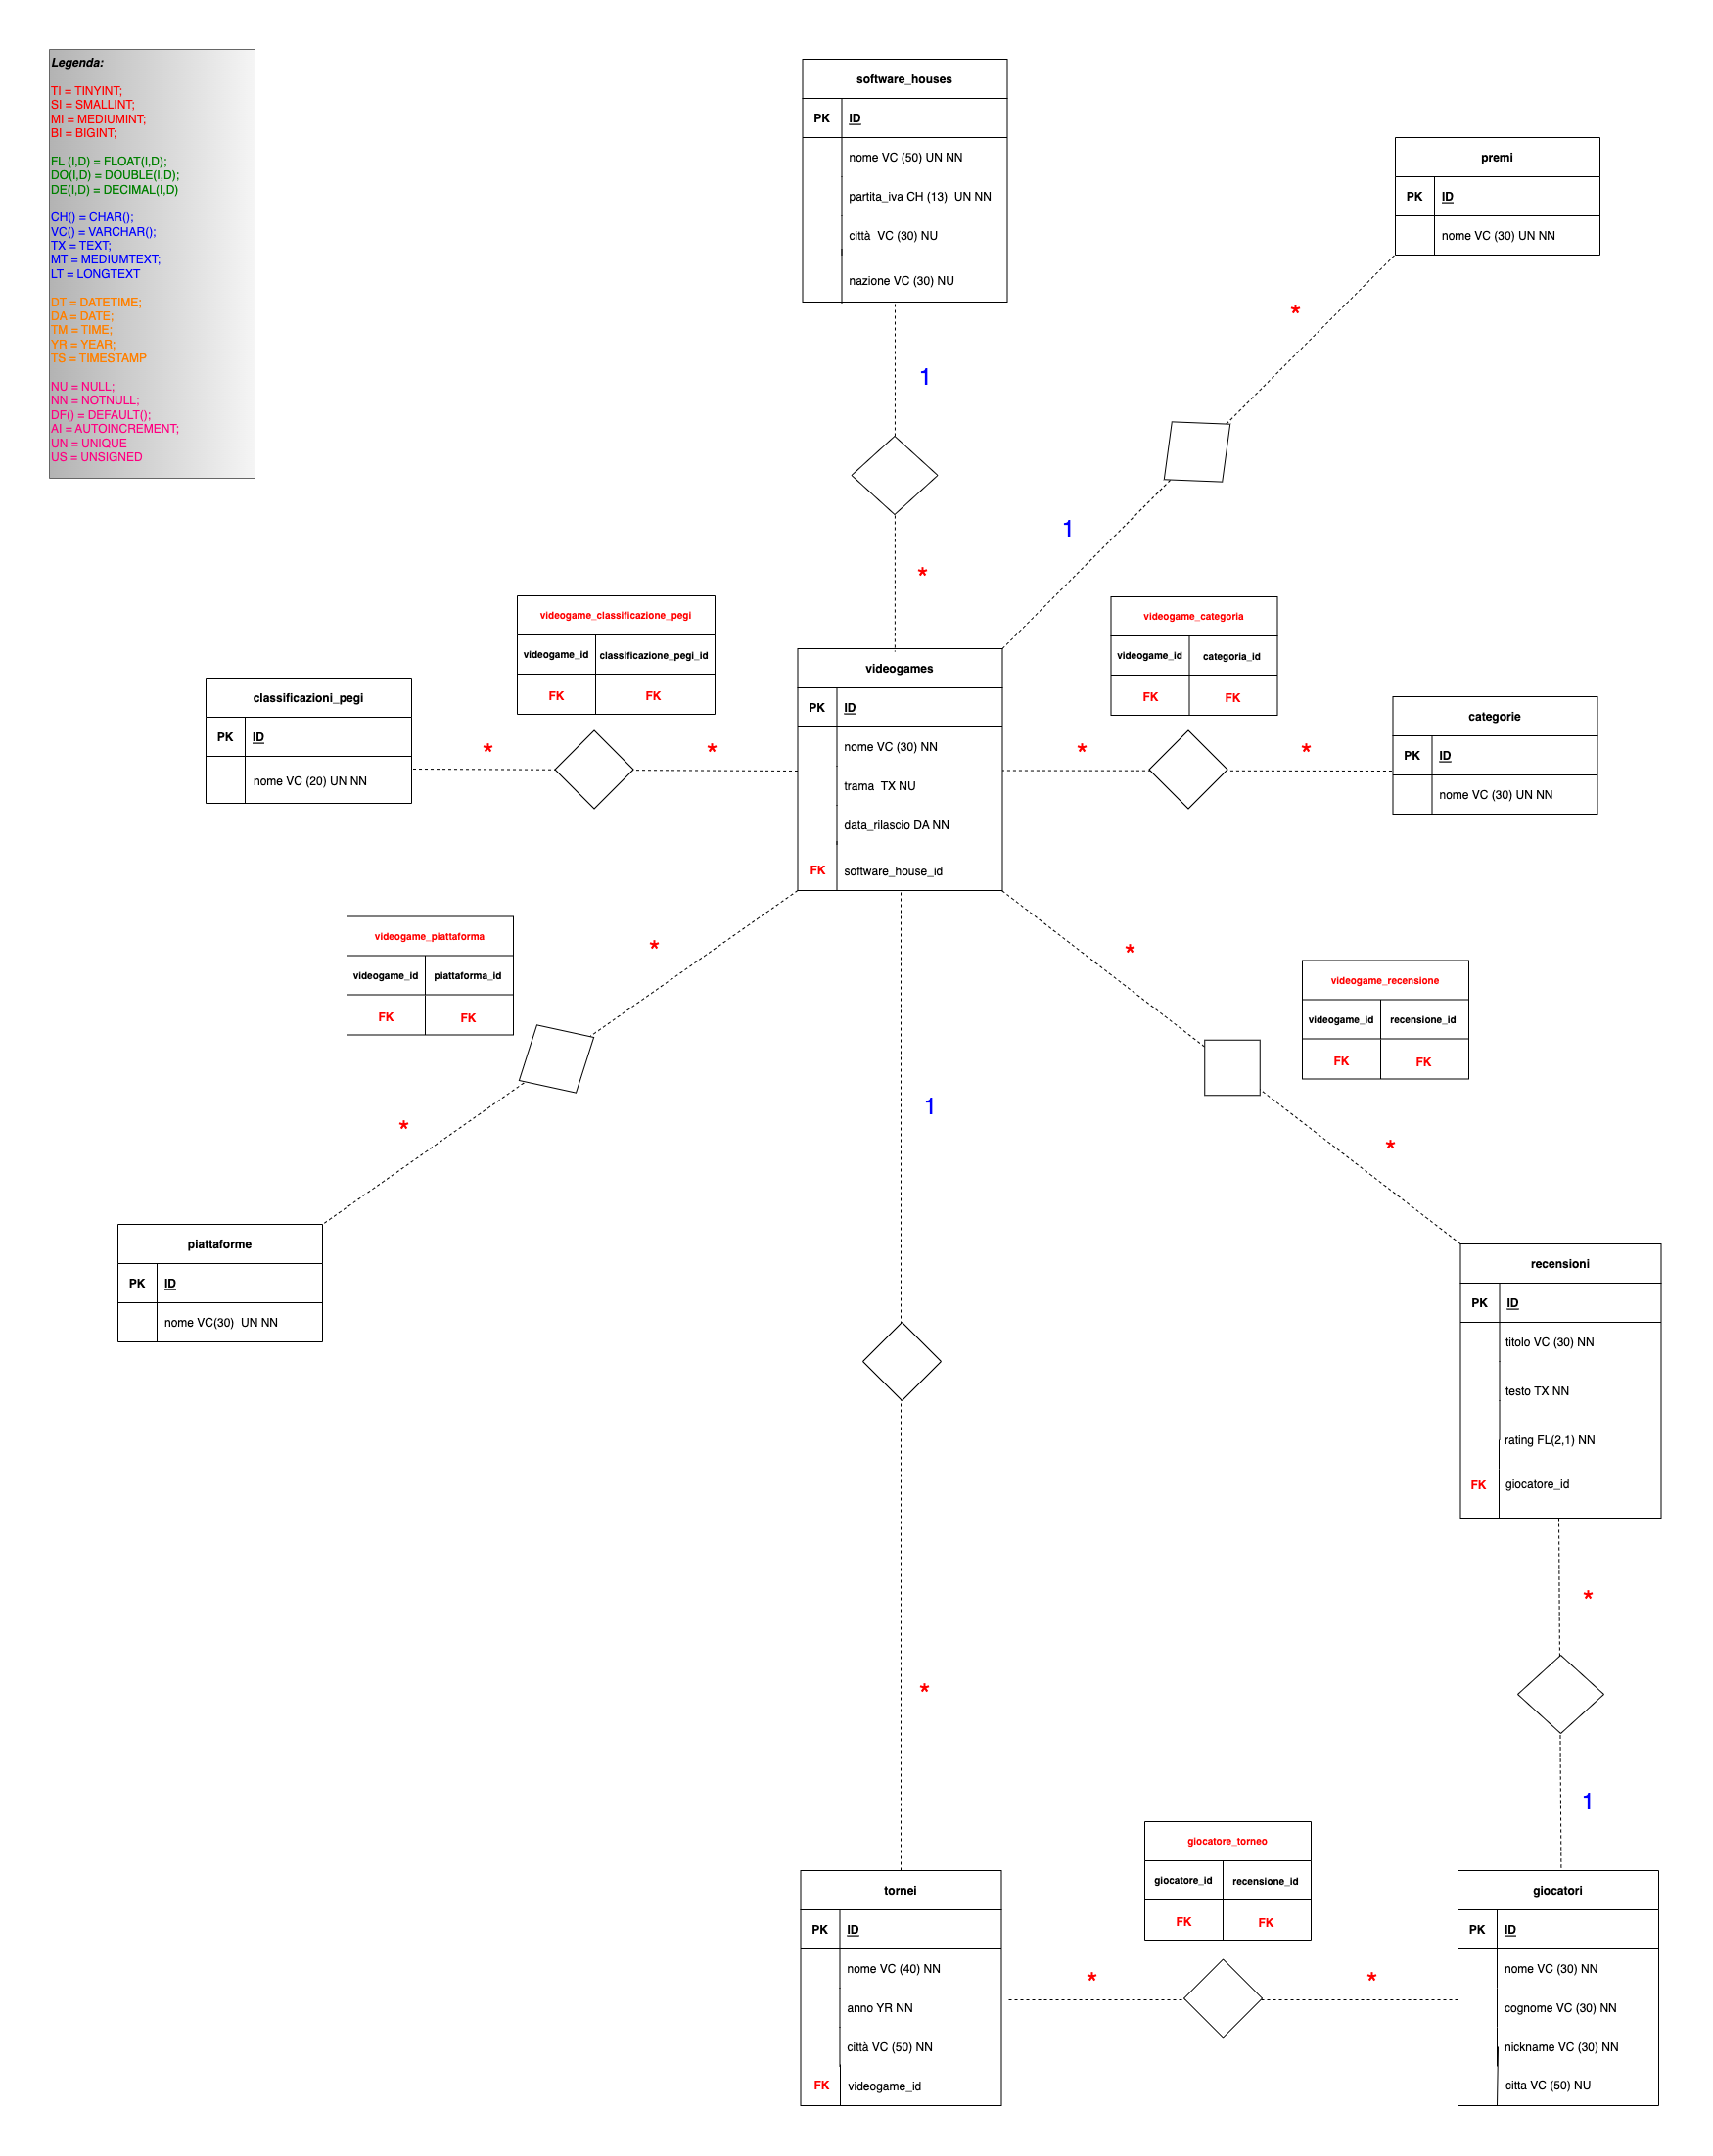 Legenda:
TI = TINYINT;
SI = SMALLINT;
MI = MEDIUMINT;
BI = BIGINT;
FL (I,D) = FLOAT(I,D);
DO(I,D) = DOUBLE(I,D);
DE(I,D) = DECIMAL(I,D)
CH() = CHAR();
VC() = VARCHAR();
TX = TEXT;
MT = MEDIUMTEXT;
LT = LONGTEXT
DT = DATETIME;
DA = DATE;
TM = TIME;
YR = YEAR;
TS = TIMESTAMP
NU = NULL;
NN = NOTNULL;
DF() = DEFAULT();
AI = AUTOINCREMENT;
UN = UNIQUE
US = UNSIGNED
software_houses
PK ID
nome VC (50) UN NN
partita_iva CH (13)  UN NN
città  VC (30) NU
nazione VC (30) NU
premi
PK ID
nome VC (30) UN NN
*
1
1
*
videogame_classificazione_pegi
videogame_id classificazione_pegi_id
FK FK
videogame_categoria
videogame_id categoria_id
FK FK
classificazioni_pegi
PK ID
nome VC (20) UN NN
* *
videogames
PK ID
nome VC (30) NN
trama  TX NU
data_rilascio DA NN
FK software_house_id
* *
categorie
PK ID
nome VC (30) UN NN
videogame_piattaforma
videogame_id piattaforma_id
FK FK
*
*
videogame_recensione
videogame_id recensione_id
FK FK
*
*
1
*
piattaforme
PK ID
nome VC(30)  UN NN
recensioni
PK ID
titolo VC (30) NN
testo TX NN
rating FL(2,1) NN
FK giocatore_id
*
1
giocatore_torneo
giocatore_id recensione_id
FK FK
* *
tornei
PK ID
nome VC (40) NN
anno YR NN
città VC (50) NN
FK videogame_id
giocatori
PK ID
nome VC (30) NN
cognome VC (30) NN
nickname VC (30) NN
citta VC (50) NU